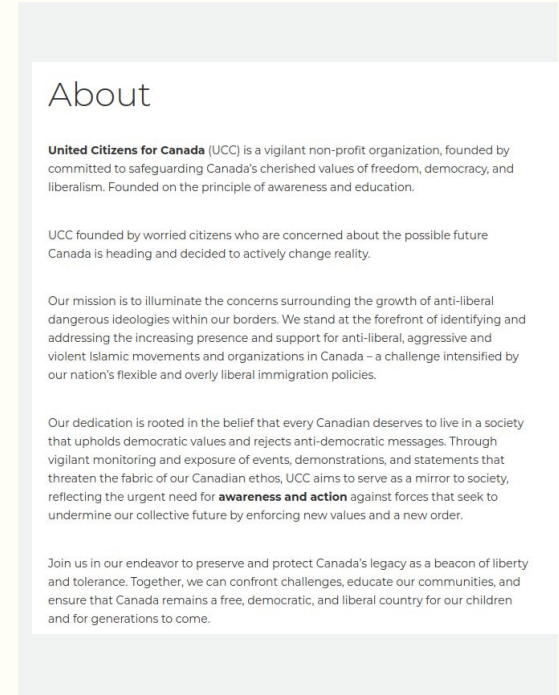 About
United Citizens for Canada (UCC) is a vigilant non-profit organization, founded by
committed to safeguarding Canada's cherished values of freedom, democracy, and
liberalism. Founded on the principle of awareness and education.
UCC founded by worried citizens who are concerned about the possible future
Canada is heading and decided to actively change reality.
Our mission is to illuminate the concerns surrounding the growth of anti-liberal
dangerous ideologies within our borders. We stand at the forefront of identifying and
addressing the increasing presence and support for anti-liberal, aggressive and
violent Islamic movements and organizations in Canada – a challenge intensified by
our nation's flexible and overly liberal immigration policies.
Our dedication is rooted in the belief that every Canadian deserves to live in a society
that upholds democratic values and rejects anti-democratic messages. Through
vigilant monitoring and exposure of events, demonstrations, and statements that
threaten the fabric of our Canadian ethos, UCC aims to serve as a mirror to society,
reflecting the urgent need for awareness and action against forces that seek to
undermine our collective future by enforcing new values and a new order.
Join us in our endeavor to preserve and protect Canada's legacy as a beacon of liberty
and tolerance. Together, we can confront challenges, educate our communities, and
ensure that Canada remains a free, democratic, and liberal country for our children
and for generations to come.